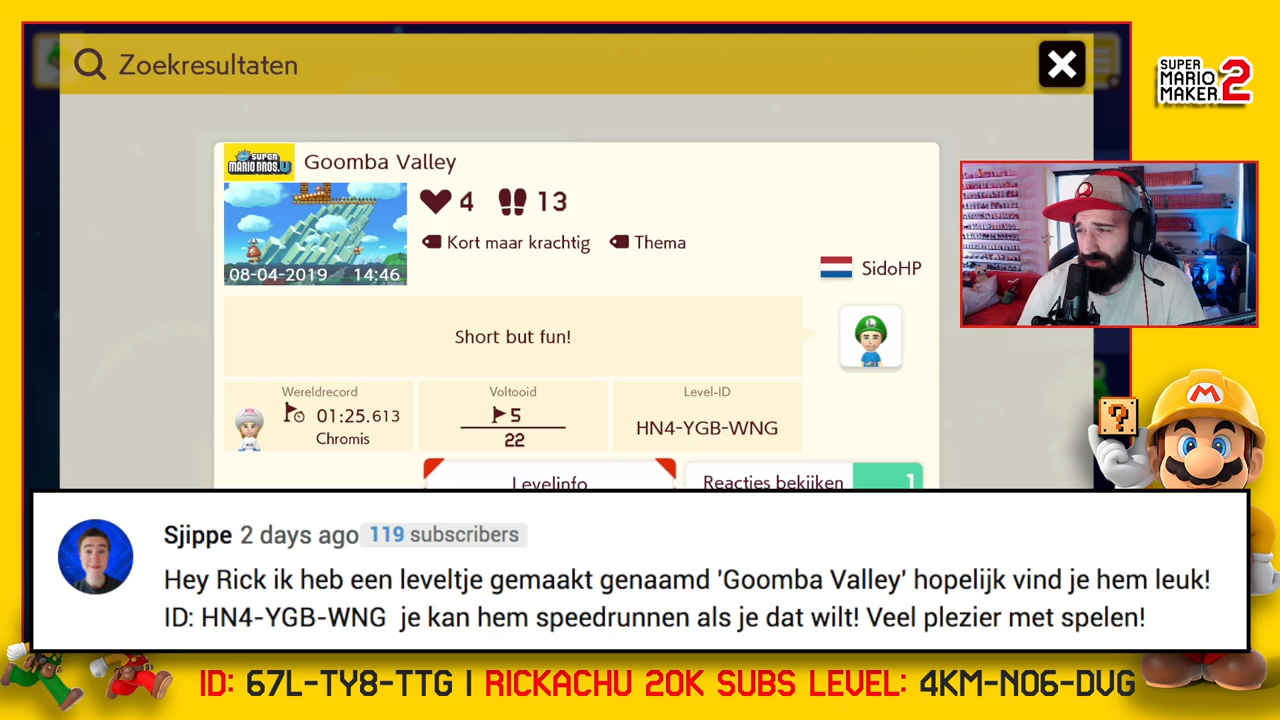 Zoekresultaten
SUPER MARIO MAKER 2
SUPER MARIO BROS. U
Goomba Valley
4 13
Kort maar krachtig Thema
08-04-2019 14:46
SidoHP
Short but fun!
Wereldrecord
01:25.613
Chromis
Voltooid
5
22
Level-ID
HN4-YGB-WNG
Levelinfo
Reacties bekijken 1
Sjippe 2 days ago 119 subscribers
Hey Rick ik heb een leveltje gemaakt genaamd 'Goomba Valley' hopelijk vind je hem leuk!
ID: HN4-YGB-WNG je kan hem speedrunnen als je dat wilt! Veel plezier met spelen!
ID: 67L-TY8-TTG | RICKACHU 20K SUBS LEVEL: 4KM-N06-DVG